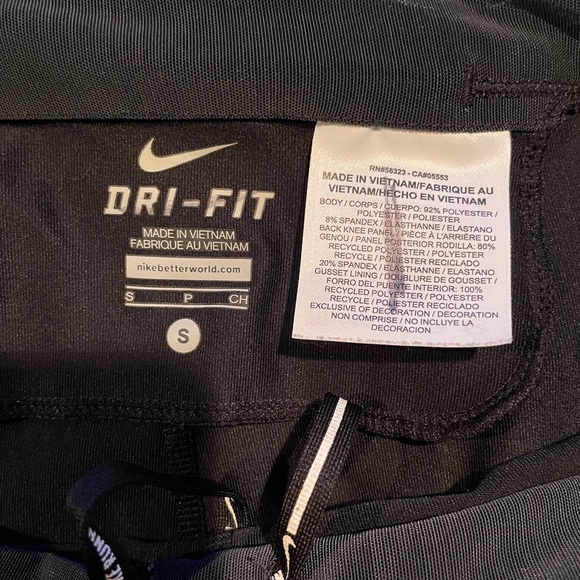 DRI-FIT
MADE IN VIETNAM
FABRIQUE AU VIETNAM
nikebetterworld.com
S P CH
S
RN#56323 - CA#05553
MADE IN VIETNAM/FABRIQUE AU
VIETNAM/HECHO EN VIETNAM
BODY / CORPS / CUERPO: 92% POLYESTER /
POLYESTER / POLIESTER
8% SPANDEX / ELASTHANNE / ELASTANO
BACK KNEE PANEL / PIÈCE À L'ARRIÈRE DU
GENOU / PANEL POSTERIOR RODILLA: 80%
RECYCLED POLYESTER / POLYESTER
RECYCLE / POLIESTER RECICLADO
20% SPANDEX / ELASTHANNE / ELASTANO
GUSSET LINING / DOUBLURE DE GOUSSET /
FORRO DEL PUENTE INTERIOR: 100%
RECYCLED POLYESTER / POLYESTER
RECYCLE / POLIESTER RECICLADO
EXCLUSIVE OF DECORATION / DECORATION
NON COMPRISE / NO INCLUYE LA
DECORACION